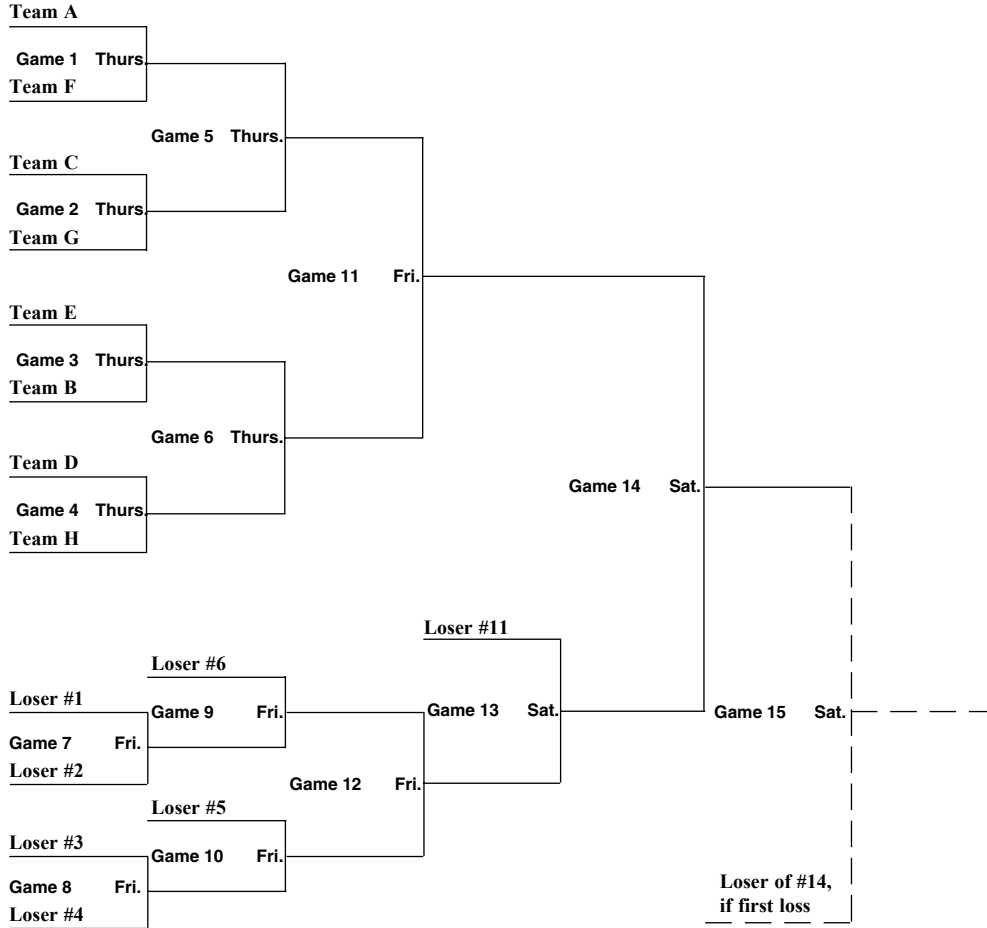 Team A
Game 1 Thurs.
Team F
Game 5 Thurs.
Team C
Game 2 Thurs.
Team G
Game 11 Fri.
Team E
Game 3 Thurs.
Team B
Game 6 Thurs.
Team D
Game 4 Thurs.
Team H
Game 14 Sat.
Loser #11
Loser #6
Loser #1
Game 9 Fri.
Game 13 Sat.
Game 15 Sat.
Game 7 Fri.
Loser #2
Game 12 Fri.
Loser #5
Loser #3
Game 10 Fri.
Game 8 Fri.
Loser #4
Loser of #14,
if first loss